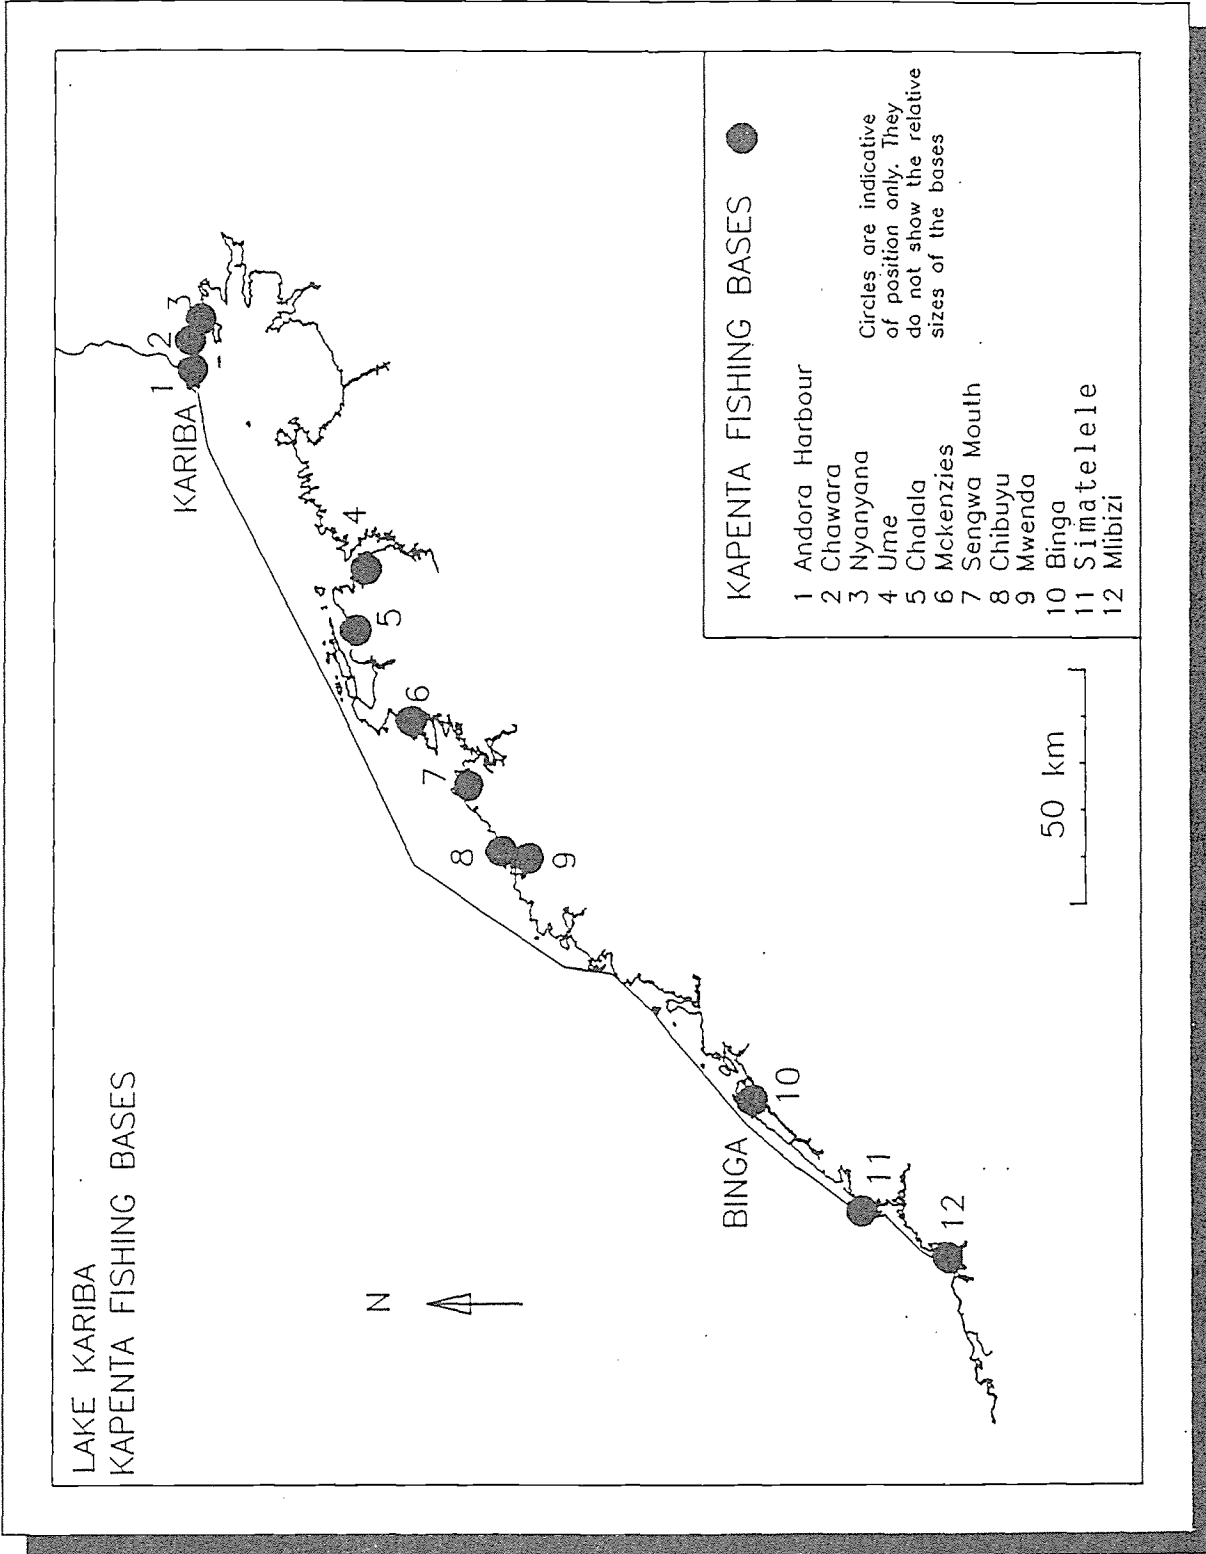 LAKE KARIBA
KAPENTA FISHING BASES
N
KARIBA
1
2
3
4
5
6
7
8
9
BINGA
10
11
12
50 km
KAPENTA FISHING BASES
1 Andora Harbour
2 Chawara
3 Nyanyana
4 Ume
5 Chalala
6 Mckenzies
7 Sengwa Mouth
8 Chibuyu
9 Mwenda
10 Binga
11 Simatelele
12 Mlibizi
Circles are indicative
of position only. They
do not show the relative
sizes of the bases